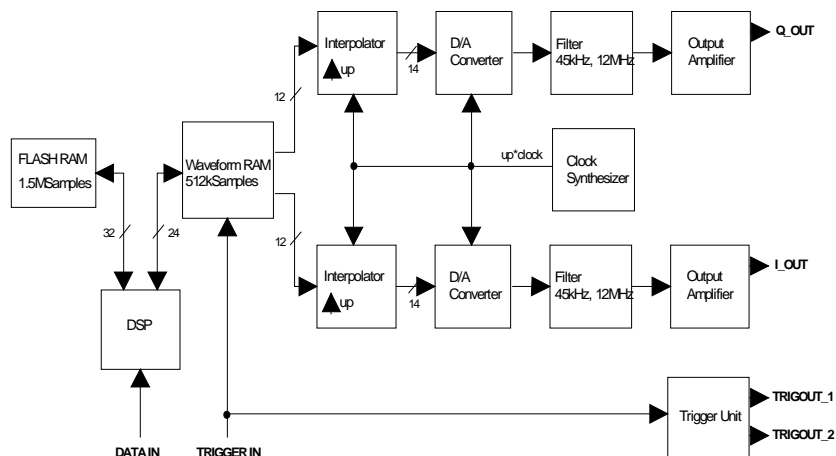 Interpolator
up
14
D/A
Converter
Filter
45kHz, 12MHz
Output
Amplifier
Q_OUT
12
FLASH RAM
1.5MSamples
Waveform RAM
512kSamples
up*clock
Clock
Synthesizer
32
24
12
Interpolator
up
14
D/A
Converter
Filter
45kHz, 12MHz
Output
Amplifier
I_OUT
DSP
Trigger Unit
TRIGOUT_1
TRIGOUT_2
DATA IN
TRIGGER IN